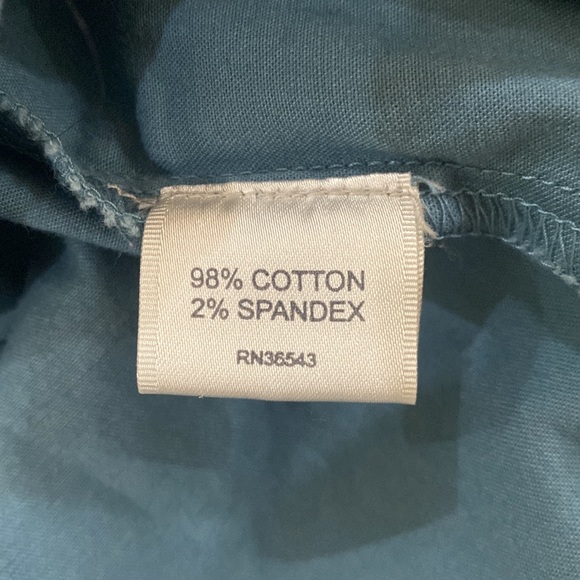 98% COTTON
2% SPANDEX
RN36543